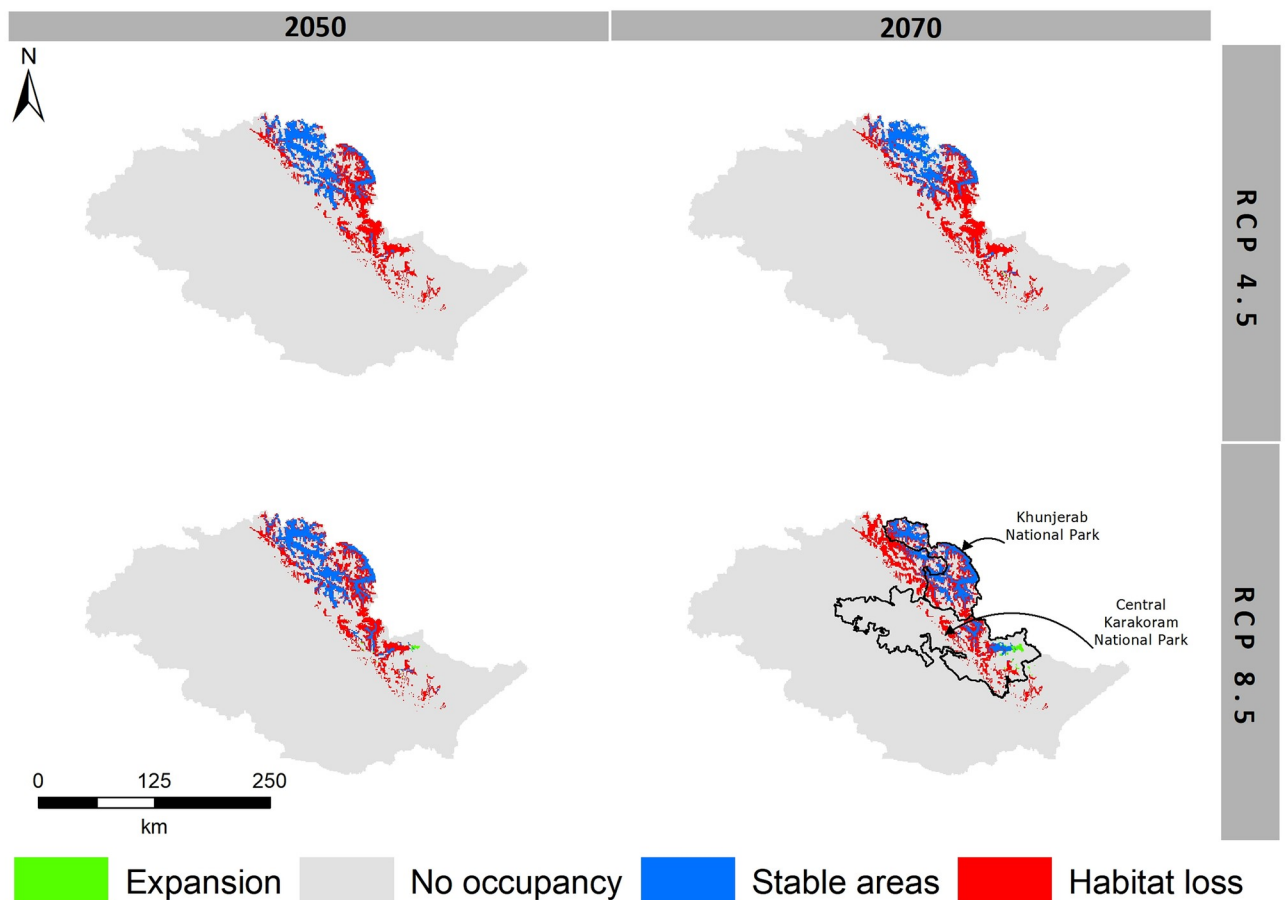 2050
2070
N
RCP 4.5
Khunjerab
National Park
Central
Karakoram
National Park
RCP 8.5
0 125 250
km
Expansion No occupancy Stable areas Habitat loss